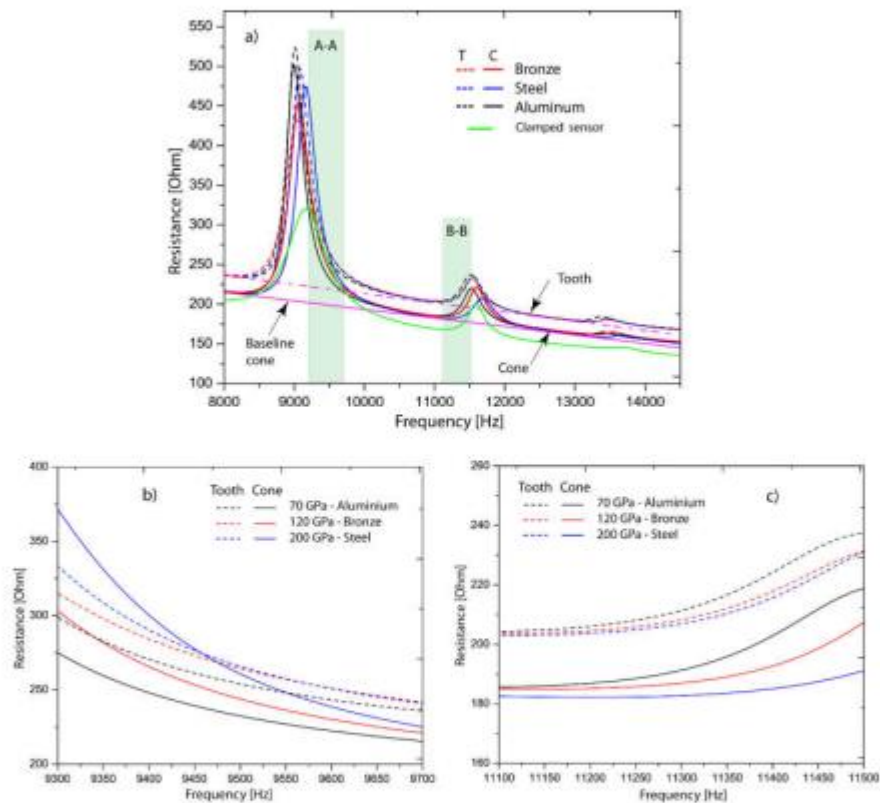 a)
A-A
T C
Bronze
Steel
Aluminum
Clamped sensor
B-B
Tooth
Baseline
cone
Cone
550
500
450
400
350
300
250
200
150
100
Resistance [Ohm]
8000 9000 10000 11000 12000 13000 14000
Frequency [Hz]
b)
Tooth Cone
70 GPa - Aluminium
120 GPa - Bronze
200 GPa - Steel
400
350
300
250
200
Resistance [Ohm]
9300 9350 9400 9450 9500 9550 9600 9650 9700
Frequency [Hz]
c)
Tooth Cone
70 GPa - Aluminium
120 GPa - Bronze
200 GPa - Steel
260
240
220
200
180
160
Resistance [Ohm]
11100 11150 11200 11250 11300 11350 11400 11450 11500
Frequency [Hz]